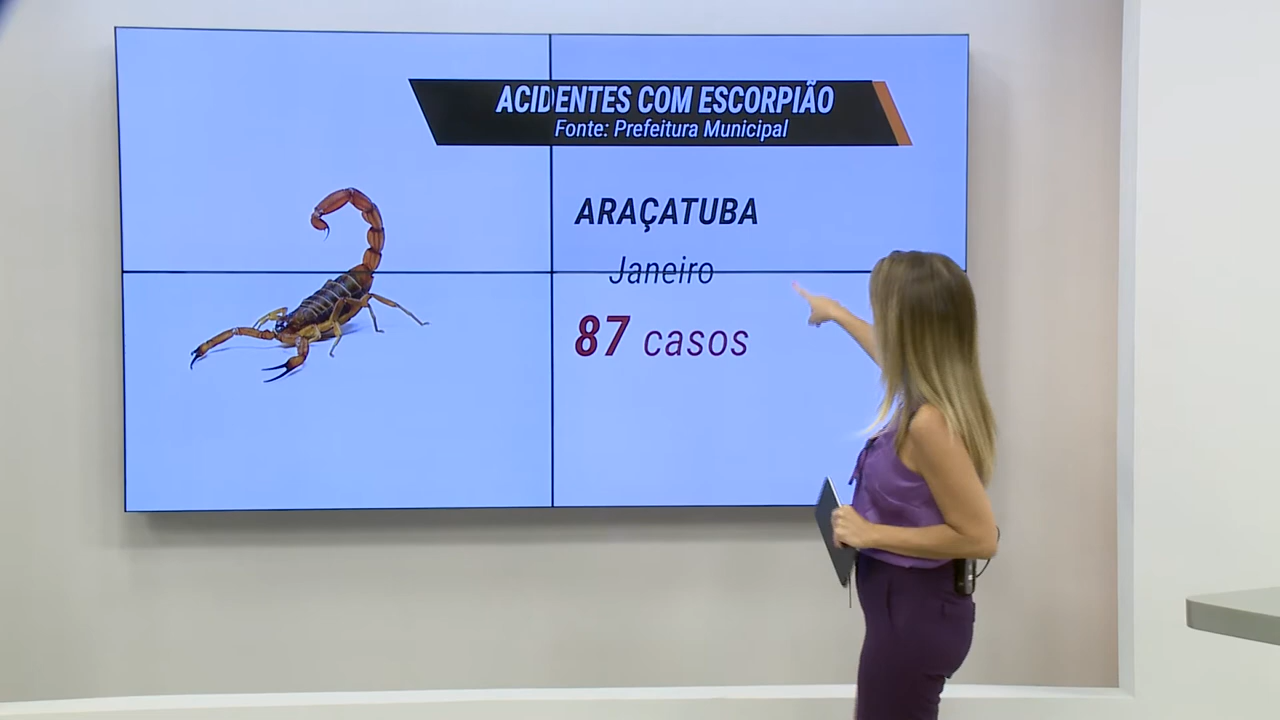 ACIDENTES COM ESCORPIÃO
Fonte: Prefeitura Municipal
ARAÇATUBA
Janeiro
87 casos